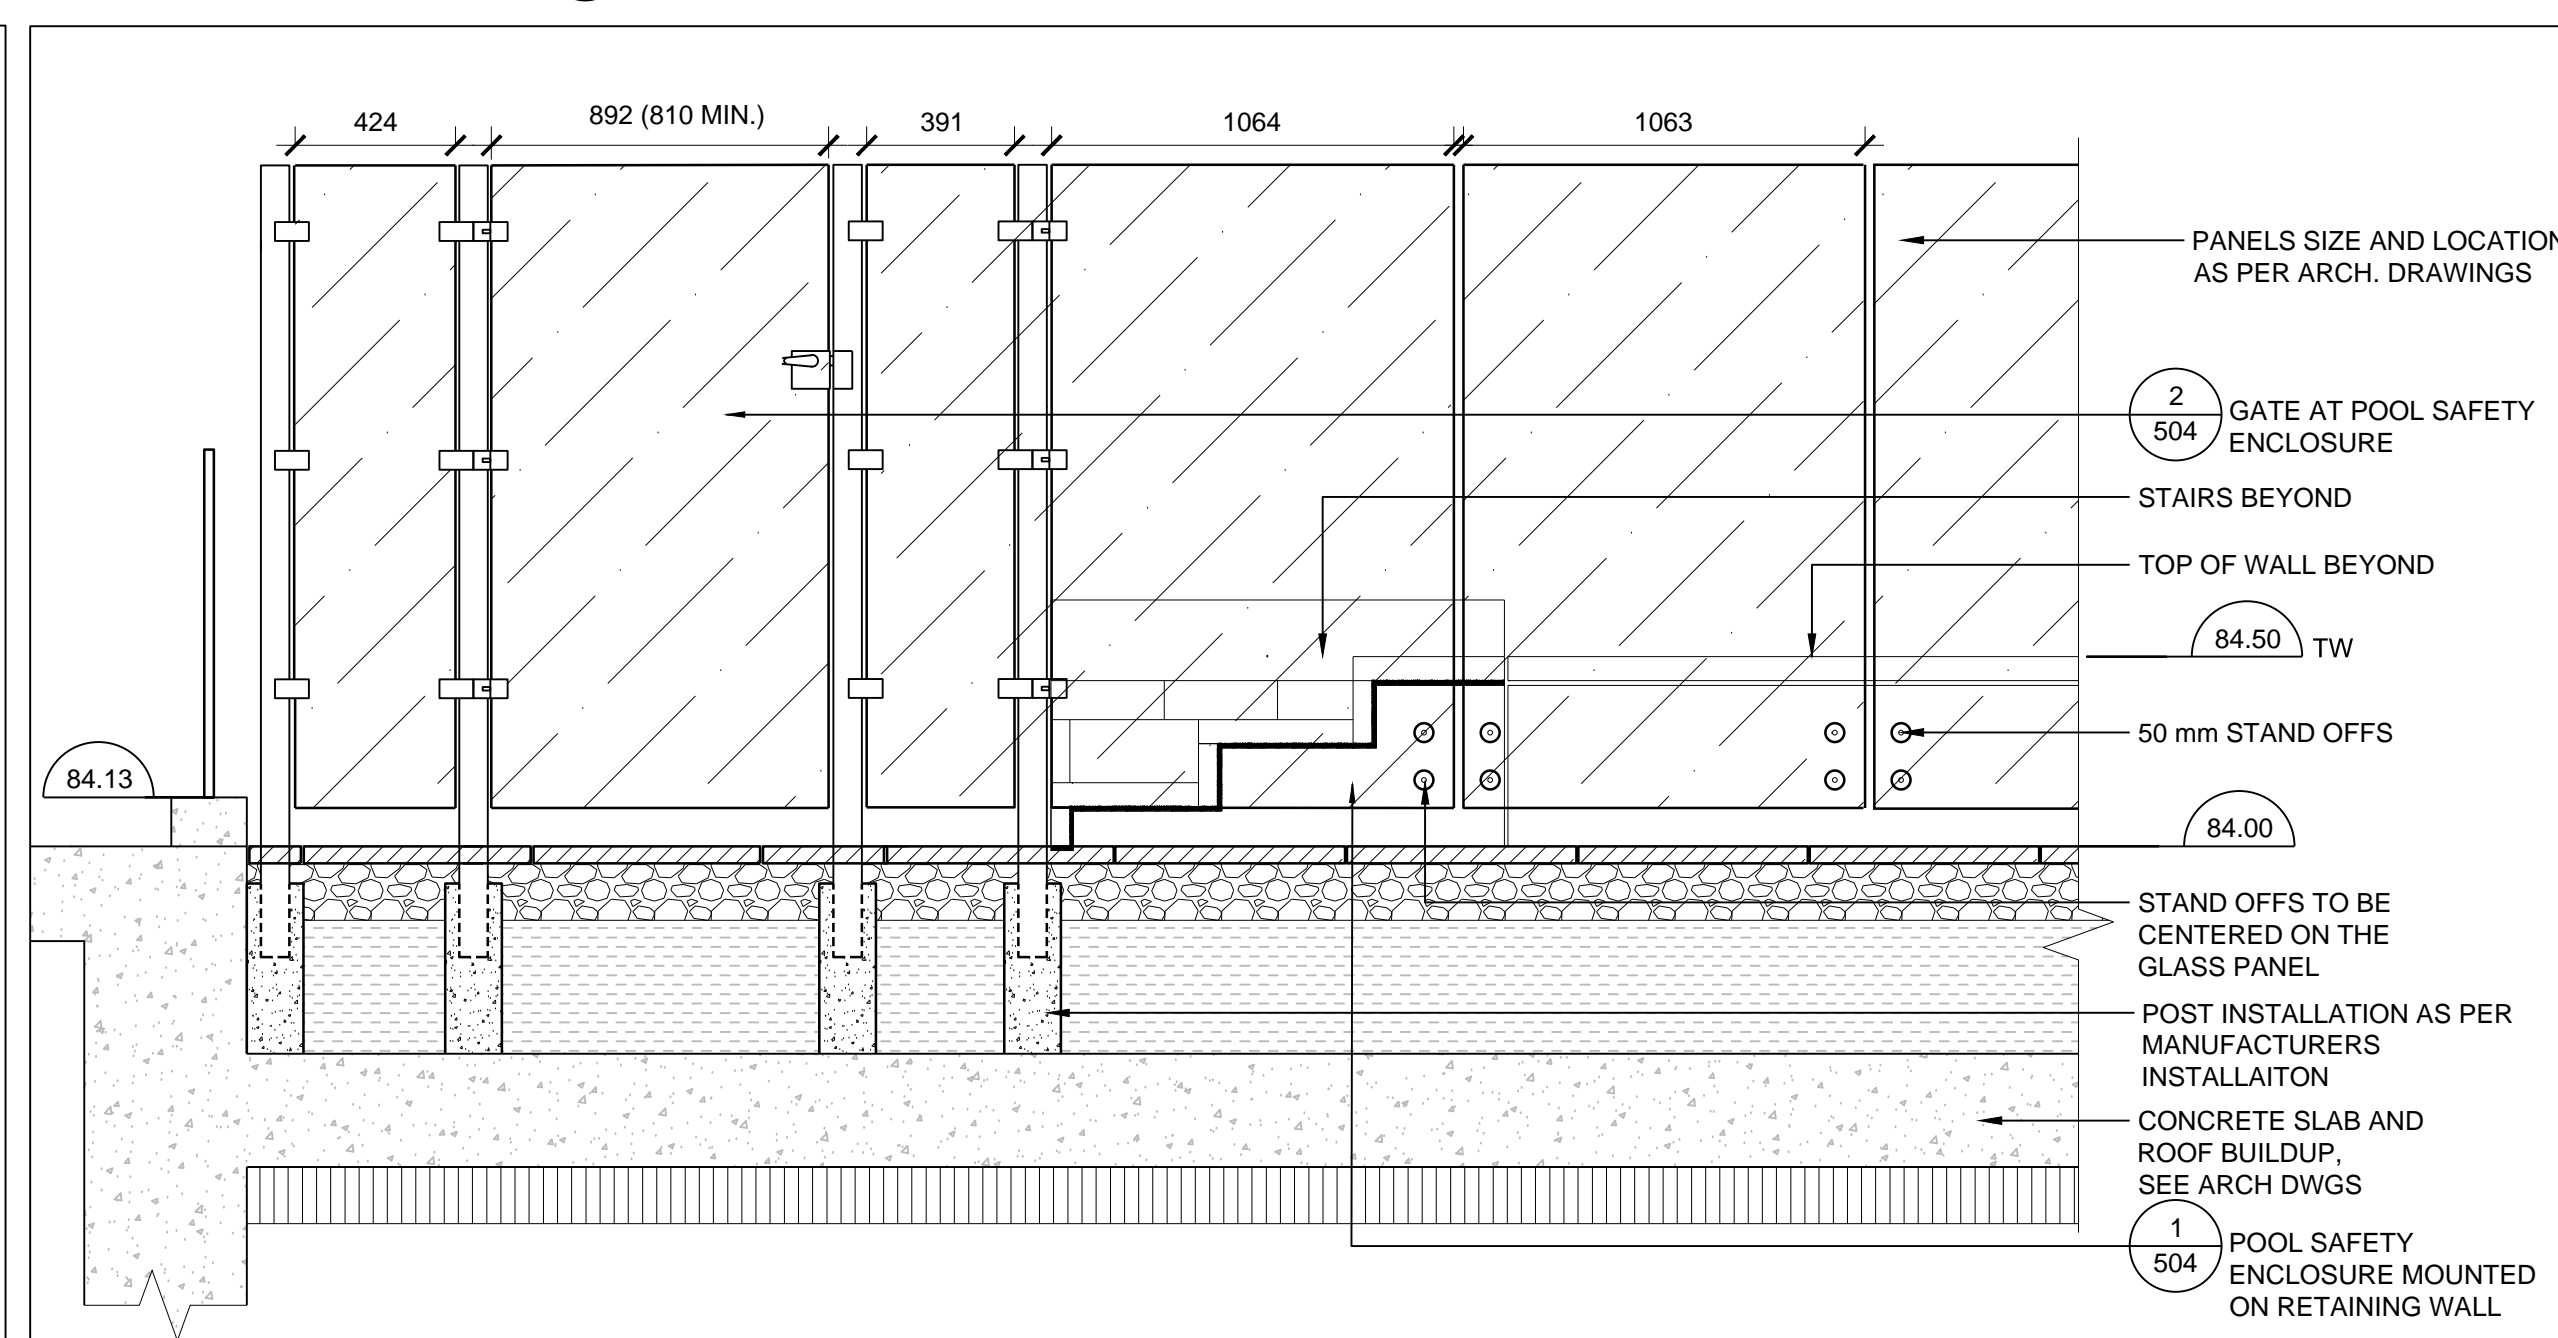 424
892 (810 MIN.)
391
1064
1063
PANELS SIZE AND LOCATION
AS PER ARCH. DRAWINGS
2
504
GATE AT POOL SAFETY
ENCLOSURE
STAIRS BEYOND
TOP OF WALL BEYOND
84.50 TW
50 mm STAND OFFS
84.13
84.00
STAND OFFS TO BE
CENTERED ON THE
GLASS PANEL
POST INSTALLATION AS PER
MANUFACTURERS
INSTALLAITON
CONCRETE SLAB AND
ROOF BUILDUP,
SEE ARCH DWGS
1
504
POOL SAFETY
ENCLOSURE MOUNTED
ON RETAINING WALL